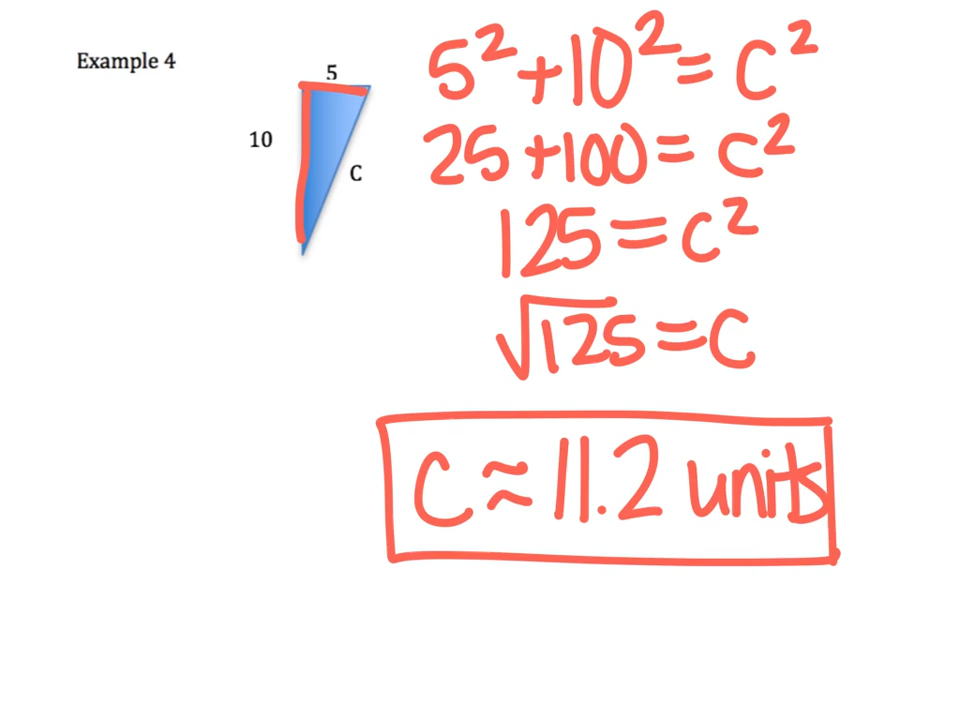 Example 4
5
10
C
5² + 10² = C²
25 + 100 = C²
125 = C²
√125 = C
C ≈ 11.2 units